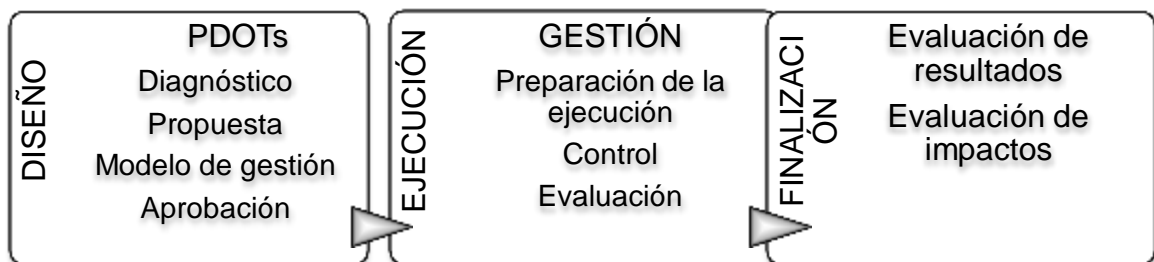 DISEÑO
PDOTs
Diagnóstico
Propuesta
Modelo de gestión
Aprobación
EJECUCIÓN
GESTIÓN
Preparación de la
ejecución
Control
Evaluación
FINALIZACI
ÓN
Evaluación de
resultados
Evaluación de
impactos